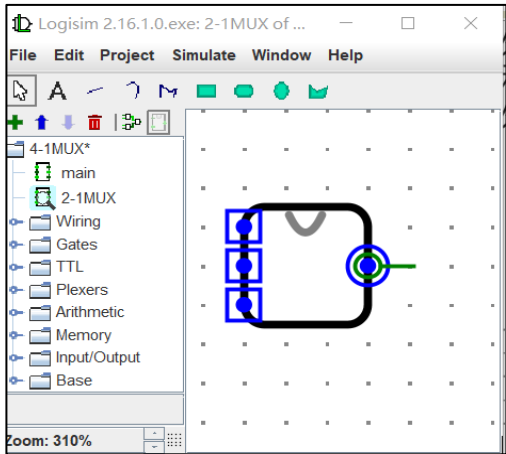 Logisim 2.16.1.0.exe: 2-1MUX of ...
File Edit Project Simulate Window Help
A
4-1MUX*
main
2-1MUX
Wiring
Gates
TTL
Plexers
Arithmetic
Memory
Input/Output
Base
Zoom: 310%